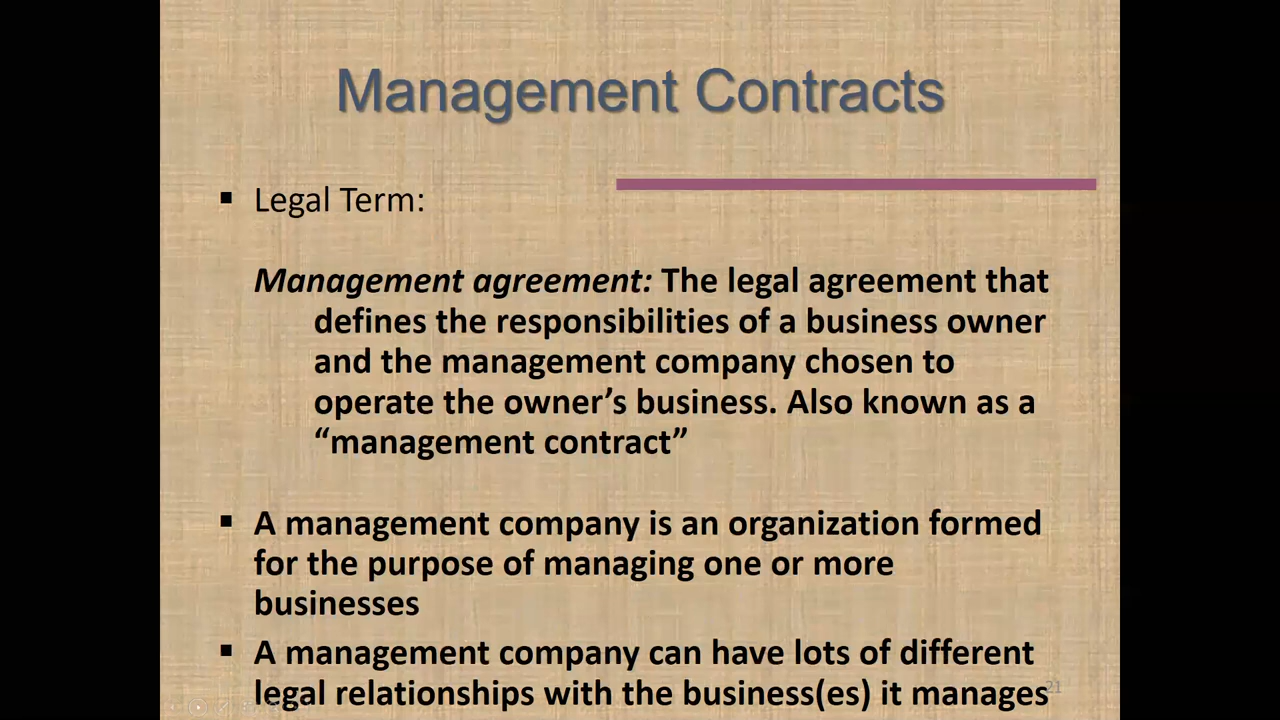 Management Contracts
▪ Legal Term:
Management agreement: The legal agreement that
defines the responsibilities of a business owner
and the management company chosen to
operate the owner’s business. Also known as a
“management contract”
▪ A management company is an organization formed
for the purpose of managing one or more
businesses
▪ A management company can have lots of different
legal relationships with the business(es) it manages
21